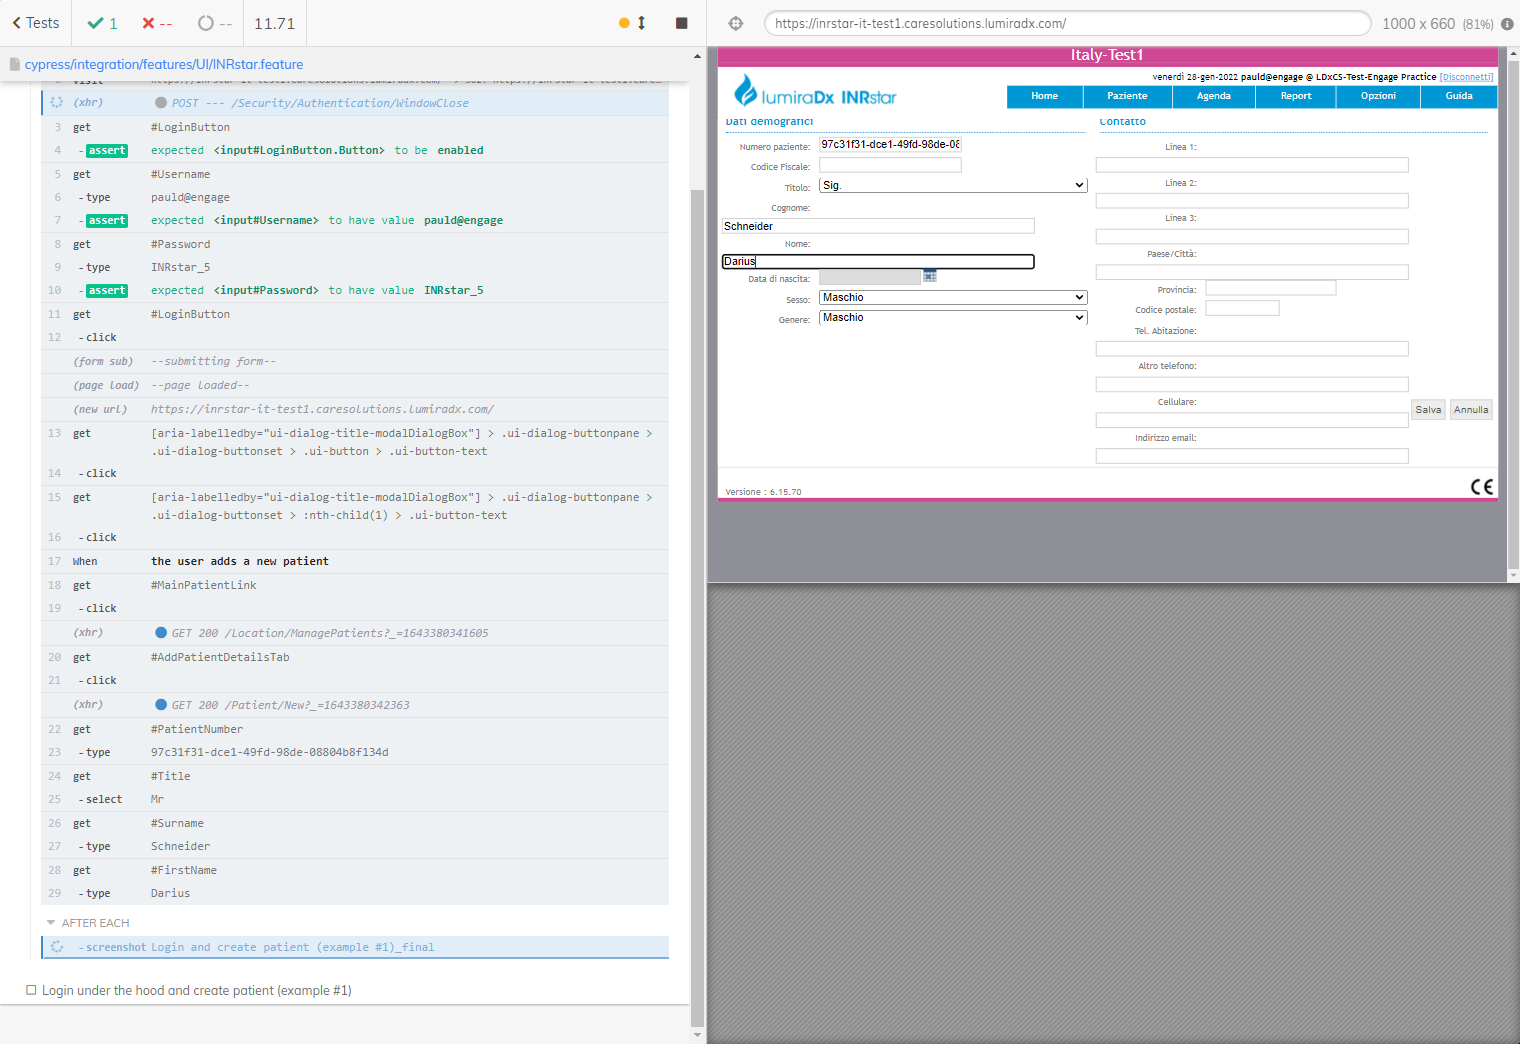 Tests
1
--
--
11.71
cypress/integration/features/UI/INRstar.feature
(xhr) POST --- /Security/Authentication/WindowClose
3 get #LoginButton
4 -assert expected <input#LoginButton.Button> to be enabled
5 get #Username
6 -type pauld@engage
7 -assert expected <input#Username> to have value pauld@engage
8 get #Password
9 -type INRstar_5
10 -assert expected <input#Password> to have value INRstar_5
11 get #LoginButton
12 -click
(form sub) --submitting form--
(page load) --page loaded--
(new url) https://inrstar-it-test1.caresolutions.lumiradx.com/
13 get [aria-labelledby="ui-dialog-title-modalDialogBox"] > .ui-dialog-buttonpane >
.ui-dialog-buttonset > .ui-button > .ui-button-text
14 -click
15 get [aria-labelledby="ui-dialog-title-modalDialogBox"] > .ui-dialog-buttonpane >
.ui-dialog-buttonset > :nth-child(1) > .ui-button-text
16 -click
17 When the user adds a new patient
18 get #MainPatientLink
19 -click
(xhr) GET 200 /Location/ManagePatients?_=1643380341605
20 get #AddPatientDetailsTab
21 -click
(xhr) GET 200 /Patient/New?_=1643380342363
22 get #PatientNumber
23 -type 97c31f31-dce1-49fd-98de-08804b8f134d
24 get #Title
25 -select Mr
26 get #Surname
27 -type Schneider
28 get #FirstName
29 -type Darius
AFTER EACH
-screenshot Login and create patient (example #1)_final
Login under the hood and create patient (example #1)
https://inrstar-it-test1.caresolutions.lumiradx.com/
1000 x 660 (81%)
Italy-Test1
venerdì 28-gen-2022 pauld@engage @ LDxCS-Test-Engage Practice [Disconnetti]
lumiraDx INRstar
Home Paziente Agenda Report Opzioni Guida
Dati demografici
Numero paziente: 97c31f31-dce1-49fd-98de-08
Codice Fiscale:
Titolo: Sig.
Cognome:
Schneider
Nome:
Darius
Data di nascita:
Sesso: Maschio
Genere: Maschio
Contatto
Linea 1:
Linea 2:
Linea 3:
Paese/Città:
Provincia:
Codice postale:
Tel. Abitazione:
Altro telefono:
Cellulare:
Indirizzo email:
Salva Annulla
Versione : 6.15.70
CE